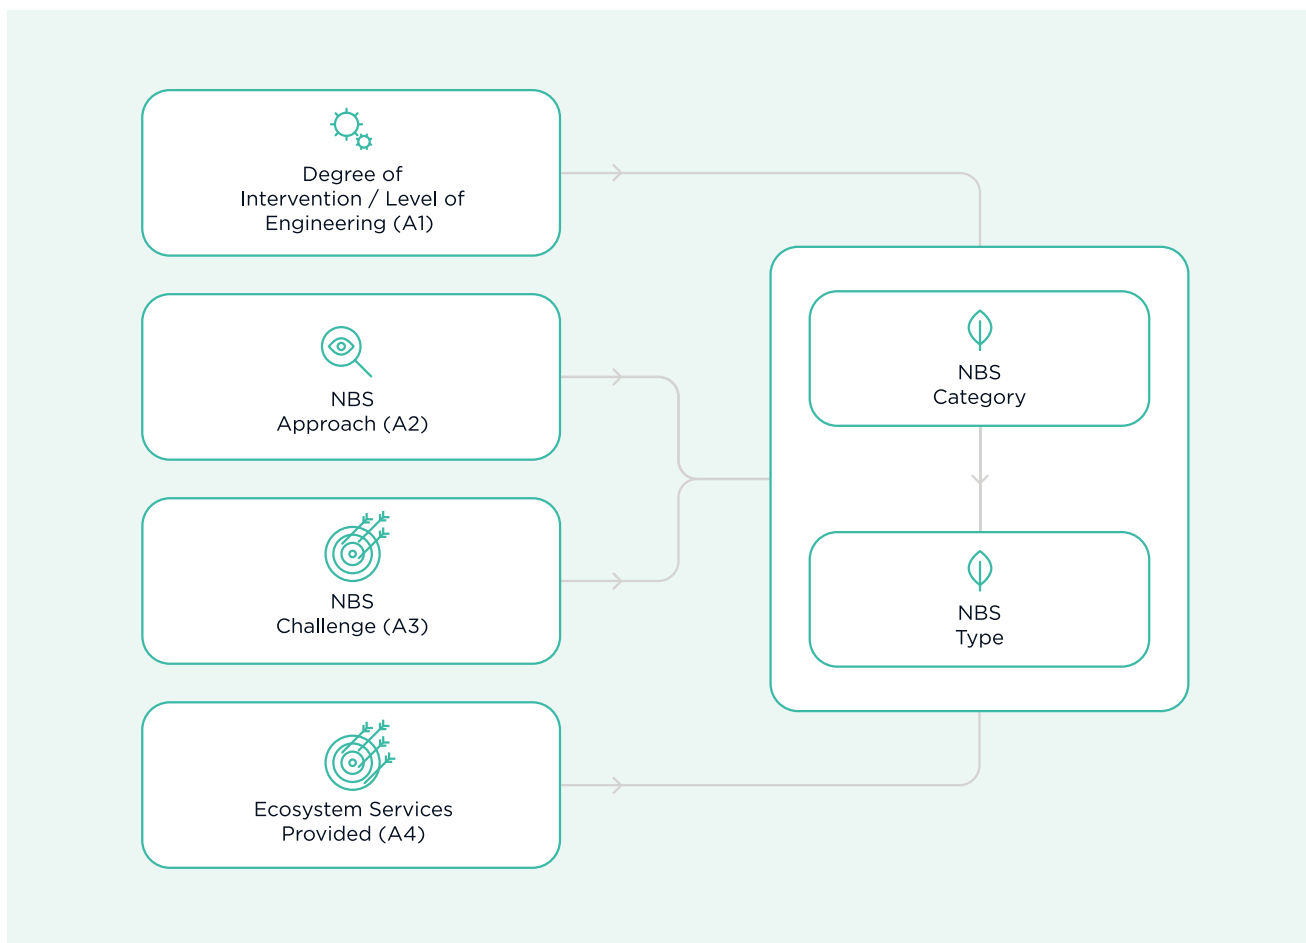 Degree of
Intervention / Level of
Engineering (A1)
NBS
Approach (A2)
NBS
Challenge (A3)
Ecosystem Services
Provided (A4)
NBS
Category
NBS
Type